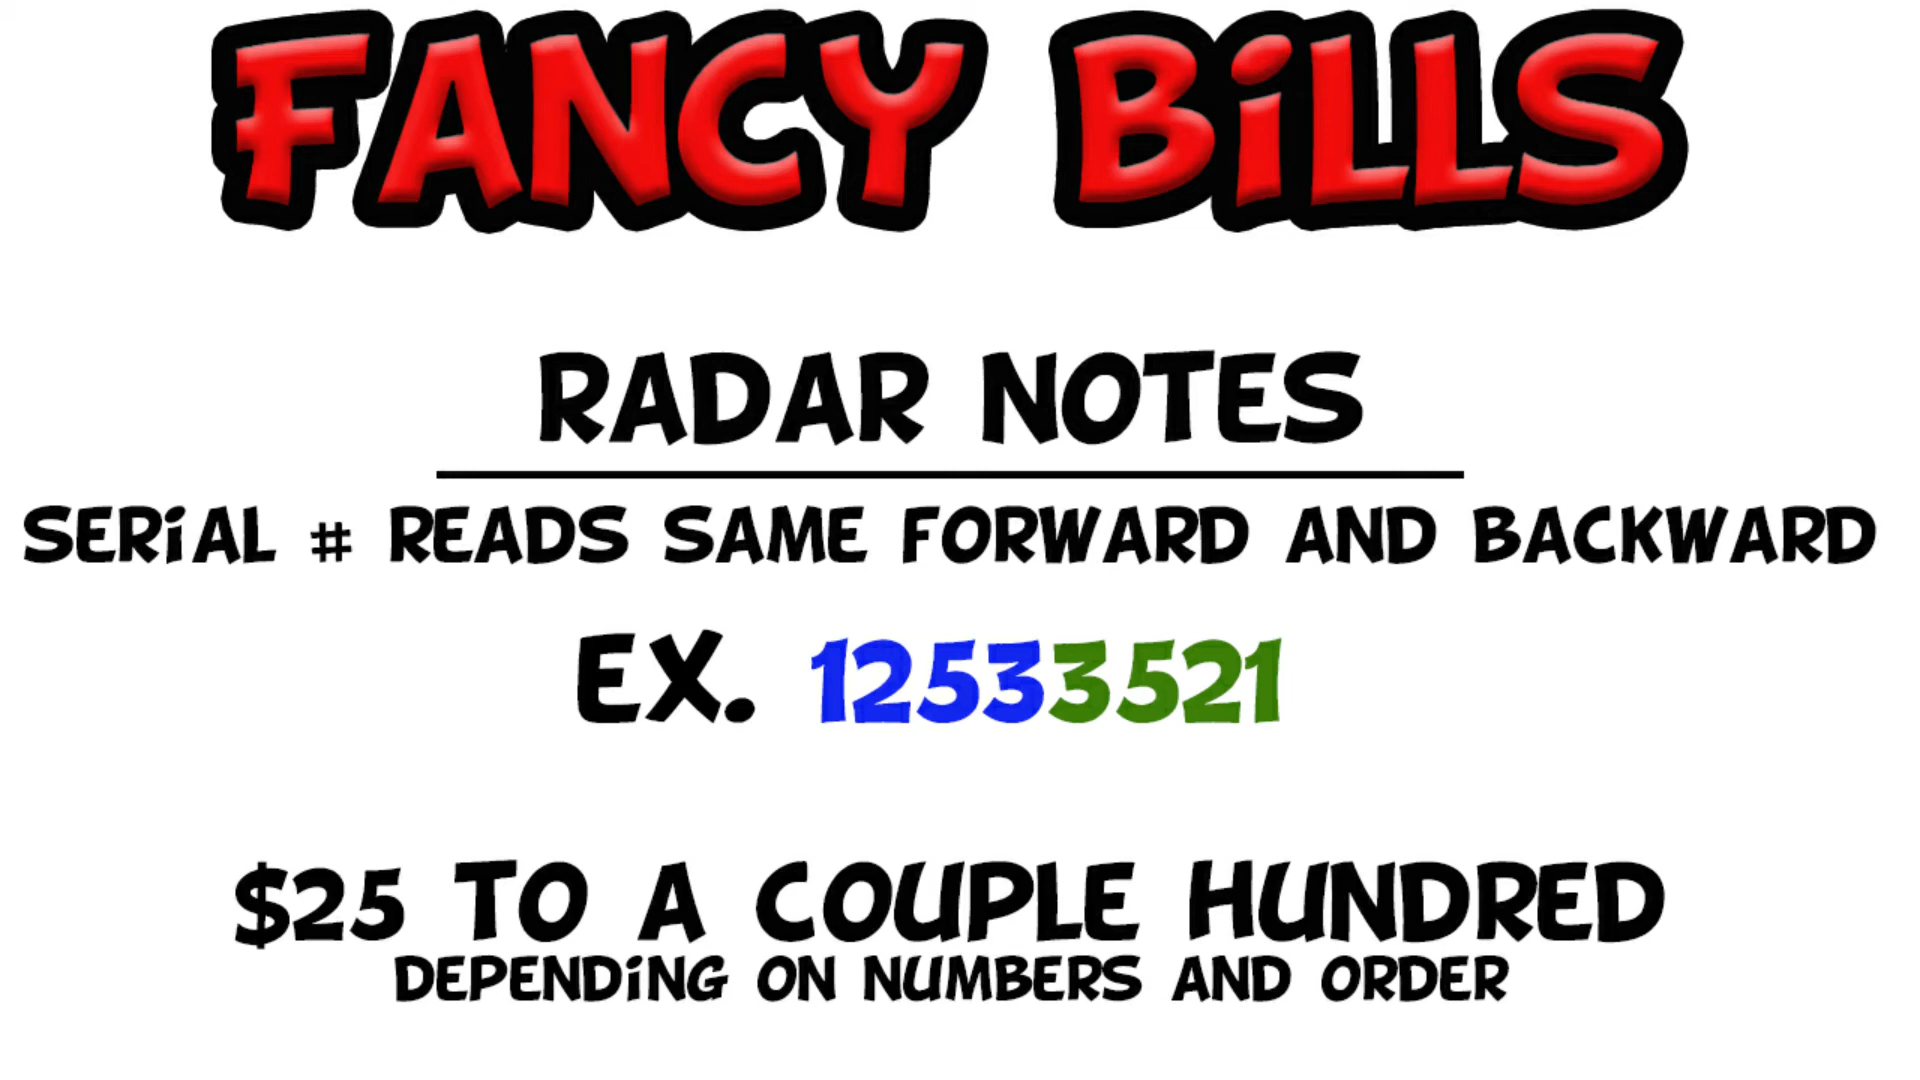 FANCY BiLLS
RADAR NOTES
SERiAL # READS SAME FORWARD AND BACKWARD
EX. 12533521
$25 TO A COUPLE HUNDRED
DEPENDiNG ON NUMBERS AND ORDER